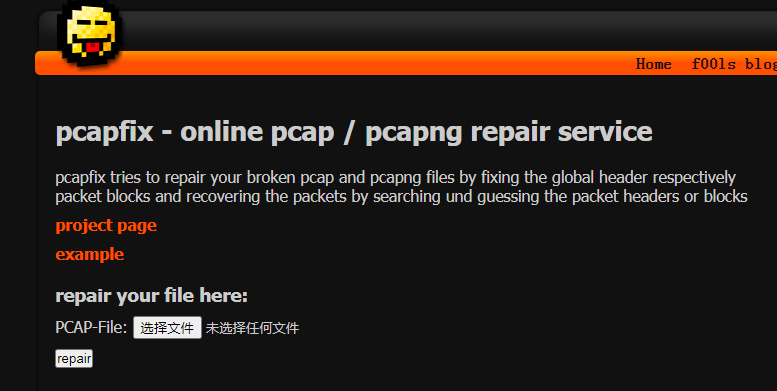 Home f00ls blog
pcapfix - online pcap / pcapng repair service
pcapfix tries to repair your broken pcap and pcapng files by fixing the global header respectively
packet blocks and recovering the packets by searching und guessing the packet headers or blocks
project page
example
repair your file here:
PCAP-File: 选择文件 未选择任何文件
repair